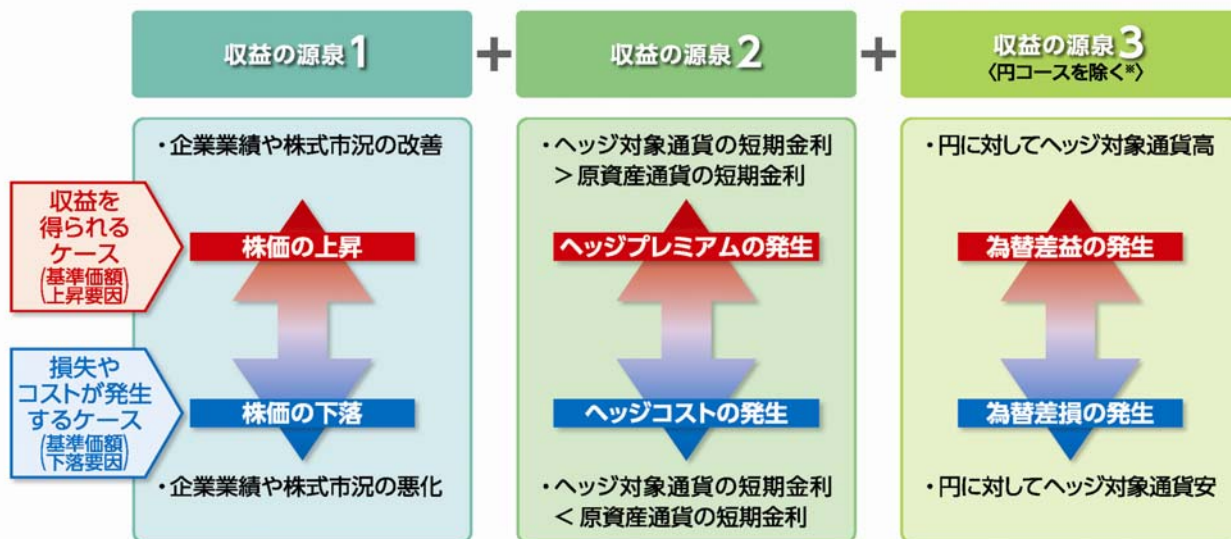 収益の源泉1
+
収益の源泉2
+
収益の源泉3
〈円コースを除く※〉
収益を
得られる
ケース
(基準価額
上昇要因)
・企業業績や株式市況の改善
株価の上昇
・ヘッジ対象通貨の短期金利
> 原資産通貨の短期金利
ヘッジプレミアムの発生
・円に対してヘッジ対象通貨高
為替差益の発生
損失や
コストが発生
するケース
(基準価額
下落要因)
株価の下落
・企業業績や株式市況の悪化
ヘッジコストの発生
・ヘッジ対象通貨の短期金利
< 原資産通貨の短期金利
為替差損の発生
・円に対してヘッジ対象通貨安